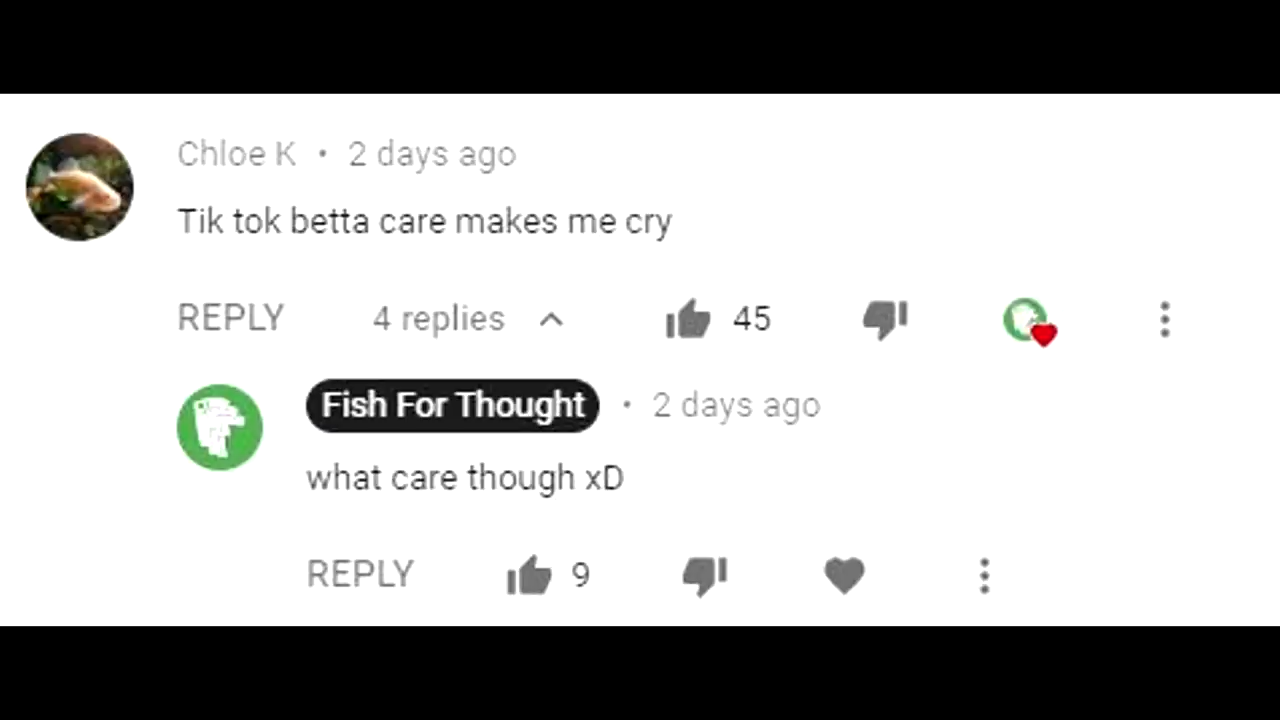 Chloe K • 2 days ago
Tik tok betta care makes me cry
REPLY 4 replies 45
Fish For Thought • 2 days ago
what care though xD
REPLY 9